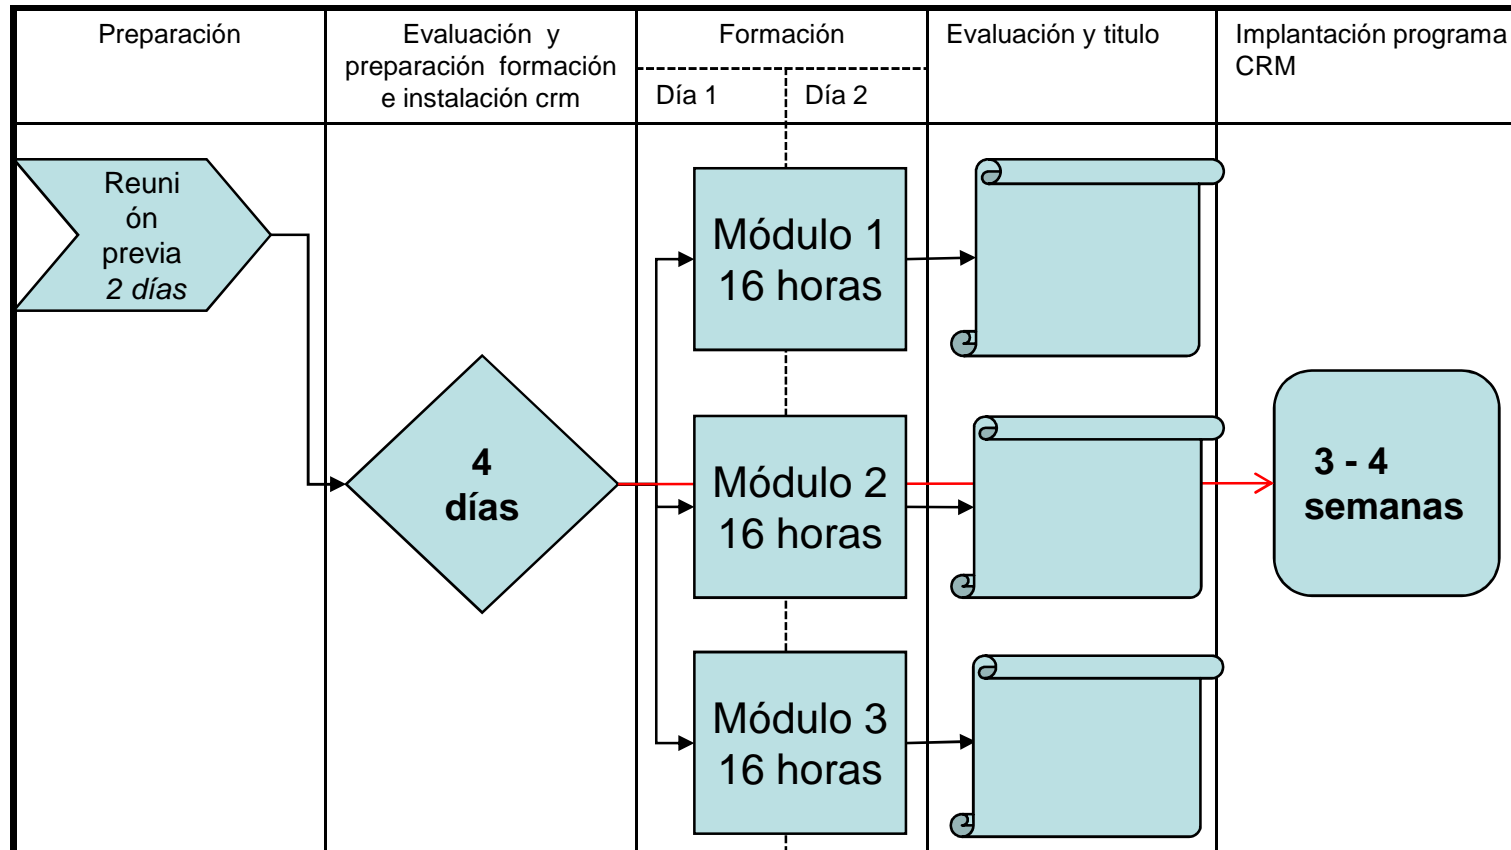 Preparación
Evaluación y
preparación formación
e instalación crm
Formación
Día 1
Día 2
Evaluación y titulo
Implantación programa
CRM
Reuni
ón
previa
2 días
4
días
Módulo 1
16 horas
Módulo 2
16 horas
Módulo 3
16 horas
3 - 4
semanas